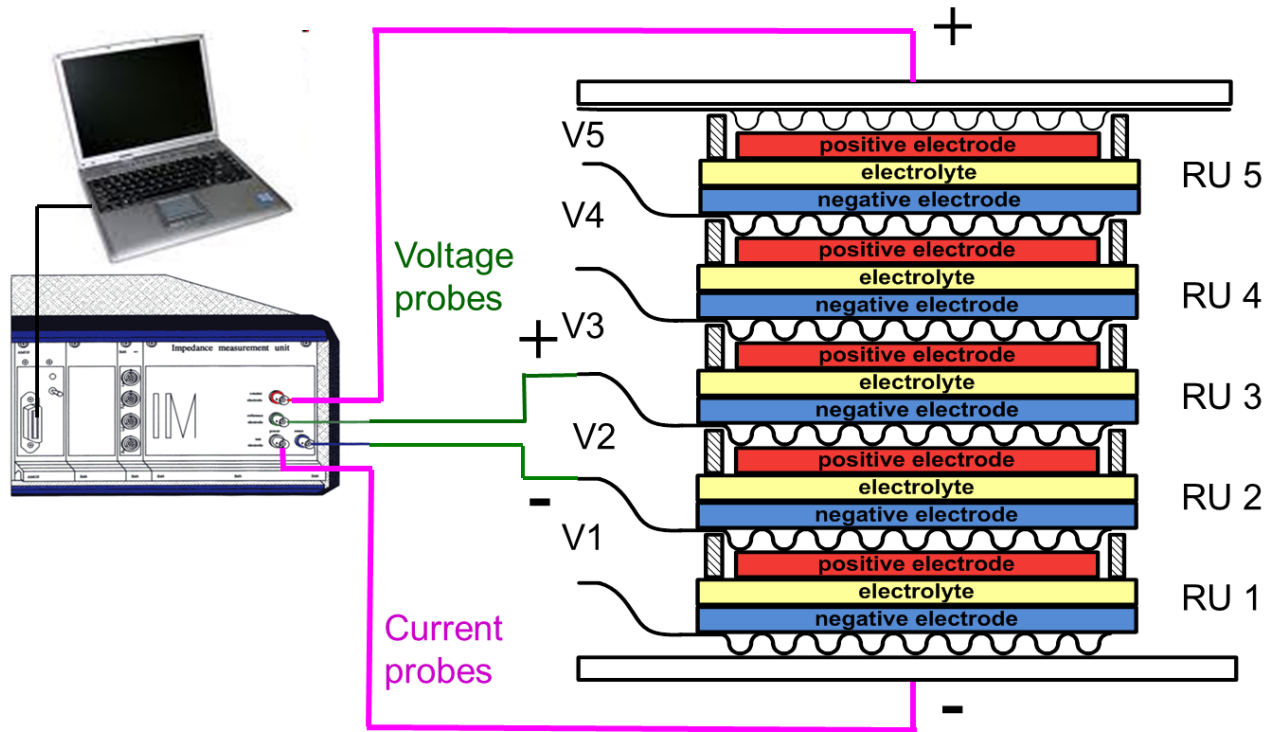 +
V5
positive electrode
electrolyte
negative electrode
RU 5
V4
positive electrode
electrolyte
negative electrode
RU 4
Voltage
probes
+
V3
positive electrode
electrolyte
negative electrode
RU 3
Impedance measurement unit
IM
V2
positive electrode
electrolyte
negative electrode
RU 2
-
V1
positive electrode
electrolyte
negative electrode
RU 1
Current
probes
-